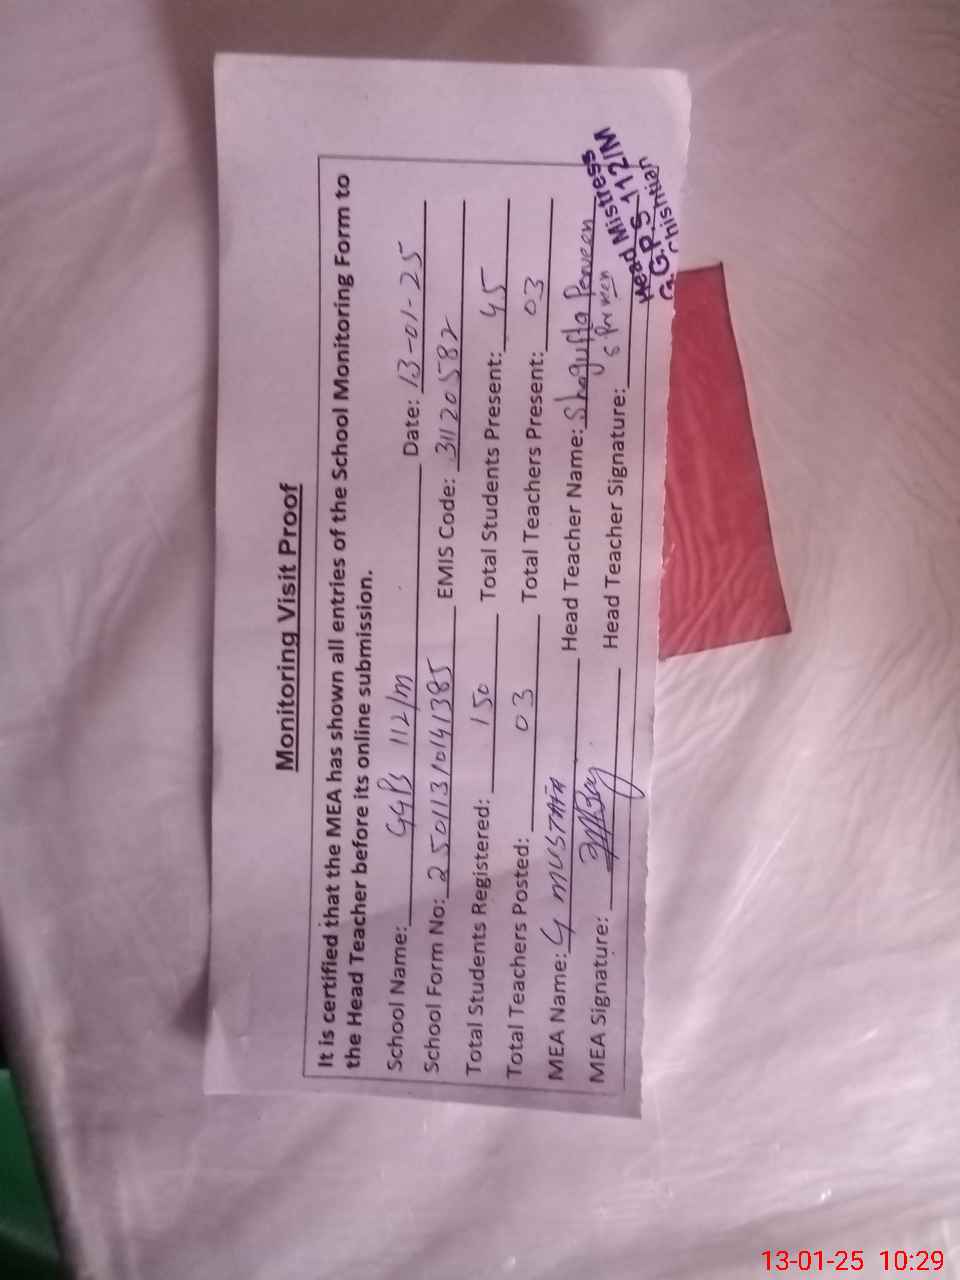 Monitoring Visit Proof
It is certified that the MEA has shown all entries of the School Monitoring Form to
the Head Teacher before its online submission.
School Name: GGPS 112/M Date: 13-01-25
School Form No: 25011310141385 EMIS Code: 31120582
Total Students Registered: 150 Total Students Present: 45
Total Teachers Posted: 03 Total Teachers Present: 03
MEA Name: G MUSTAFA Head Teacher Name: Shagufta Perveen
MEA Signature: Head Teacher Signature: S Perveen
Head Mistress
G.G.P.S 112/M
Chishtian
13-01-25 10:29